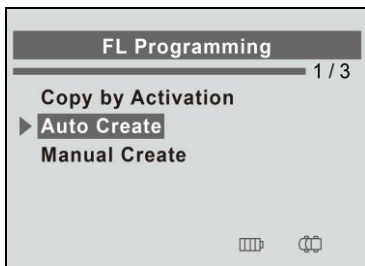 FL Programming
1 / 3
Copy by Activation
Auto Create
Manual Create